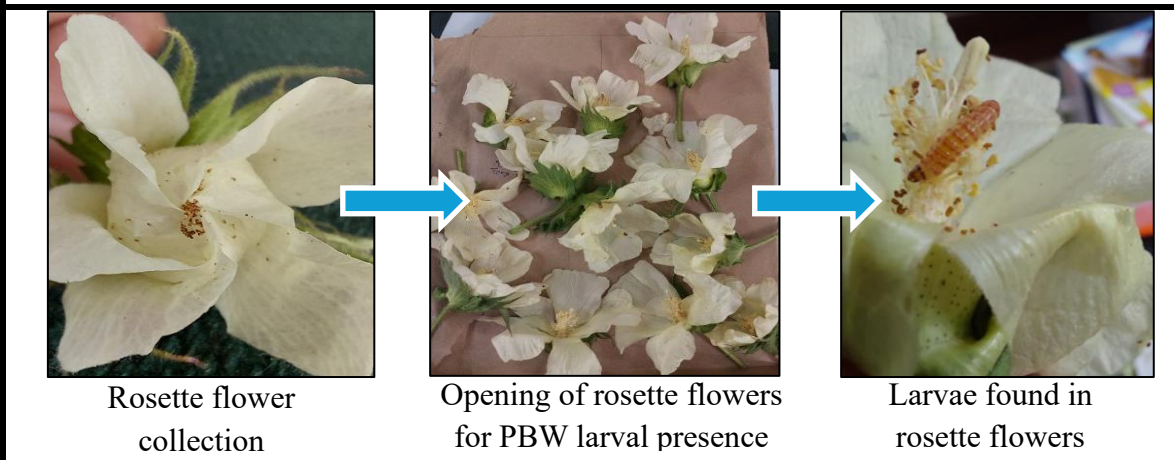 Rosette flower
collection
Opening of rosette flowers
for PBW larval presence
Larvae found in
rosette flowers